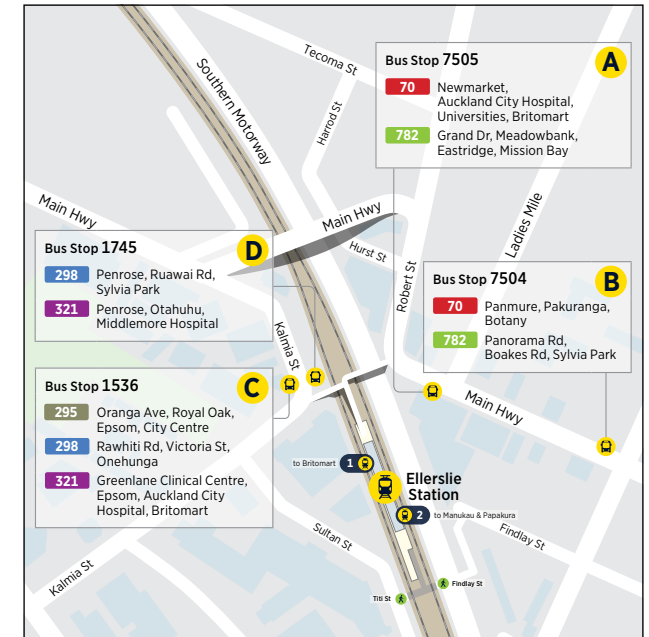 Tecoma St
Southern Motorway
Harrod St
Bus Stop 7505
A
70
Newmarket,
Auckland City Hospital,
Universities, Britomart
782
Grand Dr, Meadowbank,
Eastridge, Mission Bay
Main Hwy
Main Hwy
Hurst St
Robert St
Ladies Mile
Bus Stop 1745
D
298
Penrose, Ruawai Rd,
Sylvia Park
321
Penrose, Otahuhu,
Middlemore Hospital
Bus Stop 7504
B
70
Panmure, Pakuranga,
Botany
782
Panorama Rd,
Boakes Rd, Sylvia Park
Kalmia St
Bus Stop 1536
C
295
Oranga Ave, Royal Oak,
Epsom, City Centre
298
Rawhiti Rd, Victoria St,
Onehunga
321
Greenlane Clinical Centre,
Epsom, Auckland City
Hospital, Britomart
Main Hwy
to Britomart
1
Ellerslie
Station
2
to Manukau & Papakura
Sultan St
Findlay St
Kalmia St
Titi St
Findlay St